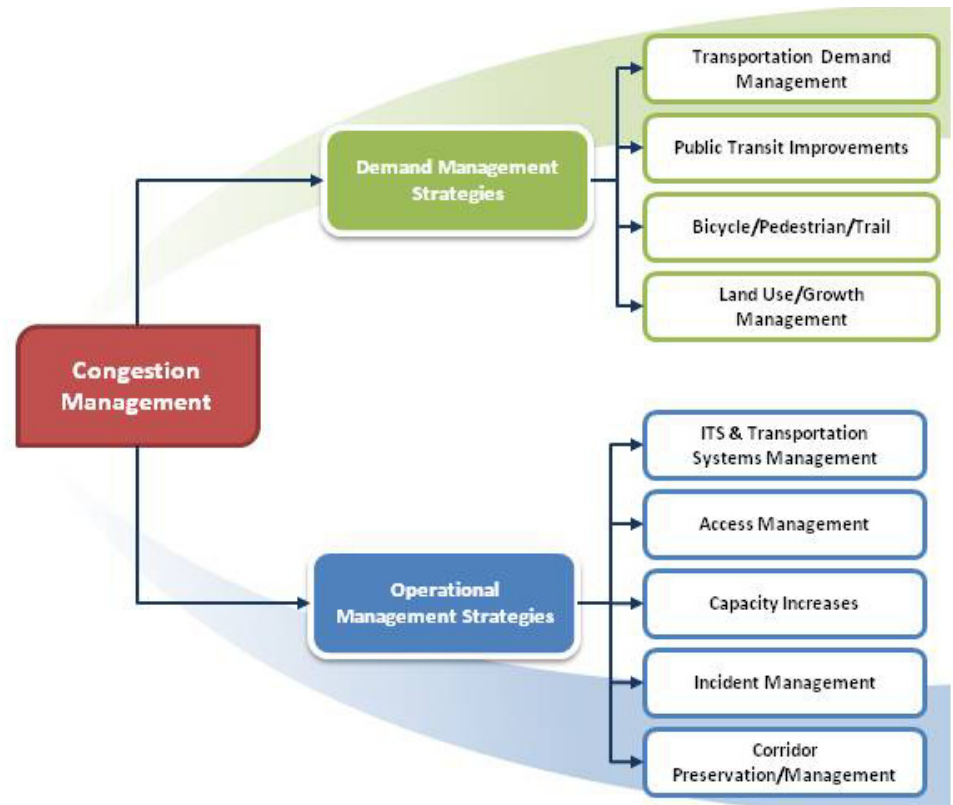 Transportation Demand
Management
Public Transit Improvements
Demand Management
Strategies
Bicycle/Pedestrian/Trail
Land Use/Growth
Management
Congestion
Management
ITS & Transportation
Systems Management
Access Management
Operational
Management Strategies
Capacity Increases
Incident Management
Corridor
Preservation/Management